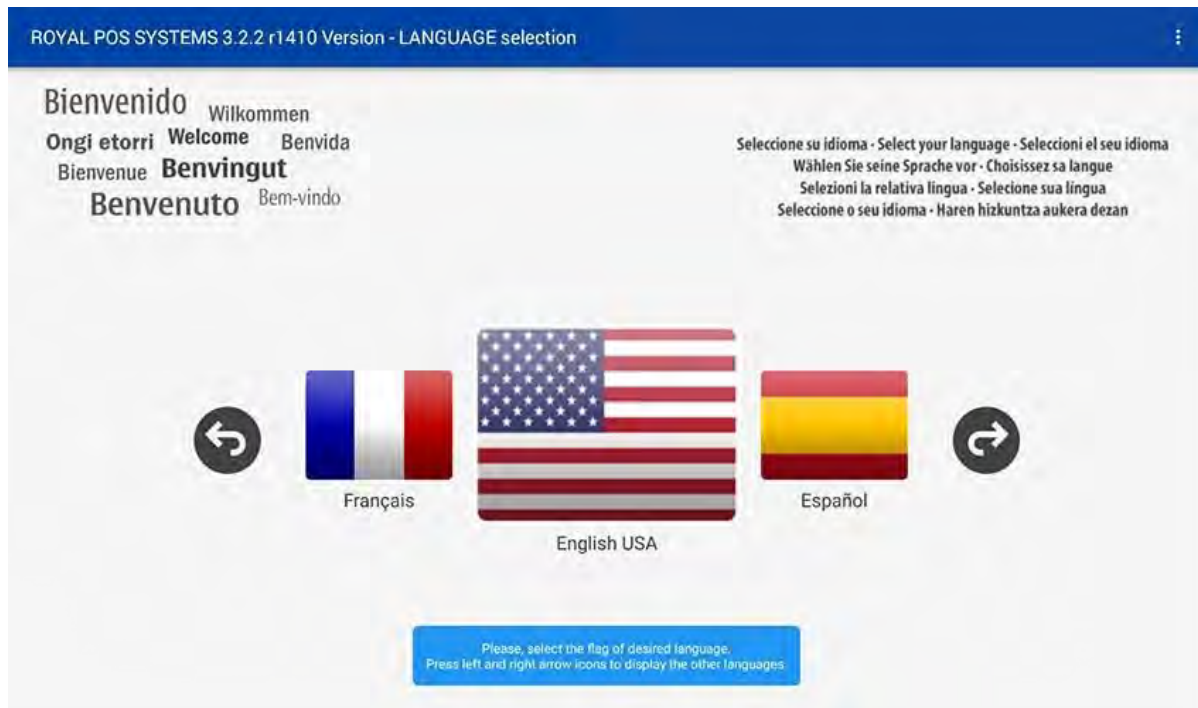 ROYAL POS SYSTEMS 3.2.2 r1410 Version - LANGUAGE selection
Bienvenido Wilkommen
Ongi etorri Welcome Benvida
Bienvenue Benvingut
Benvenuto Bem-vindo
Seleccione su idioma · Select your language · Seleccioni el seu idioma
Wählen Sie seine Sprache vor · Choisissez sa langue
Selezioni la relativa lingua · Selecione sua língua
Seleccione o seu idioma · Haren hizkuntza aukera dezan
Français
English USA
Español
Please, select the flag of desired language.
Press left and right arrow icons to display the other languages